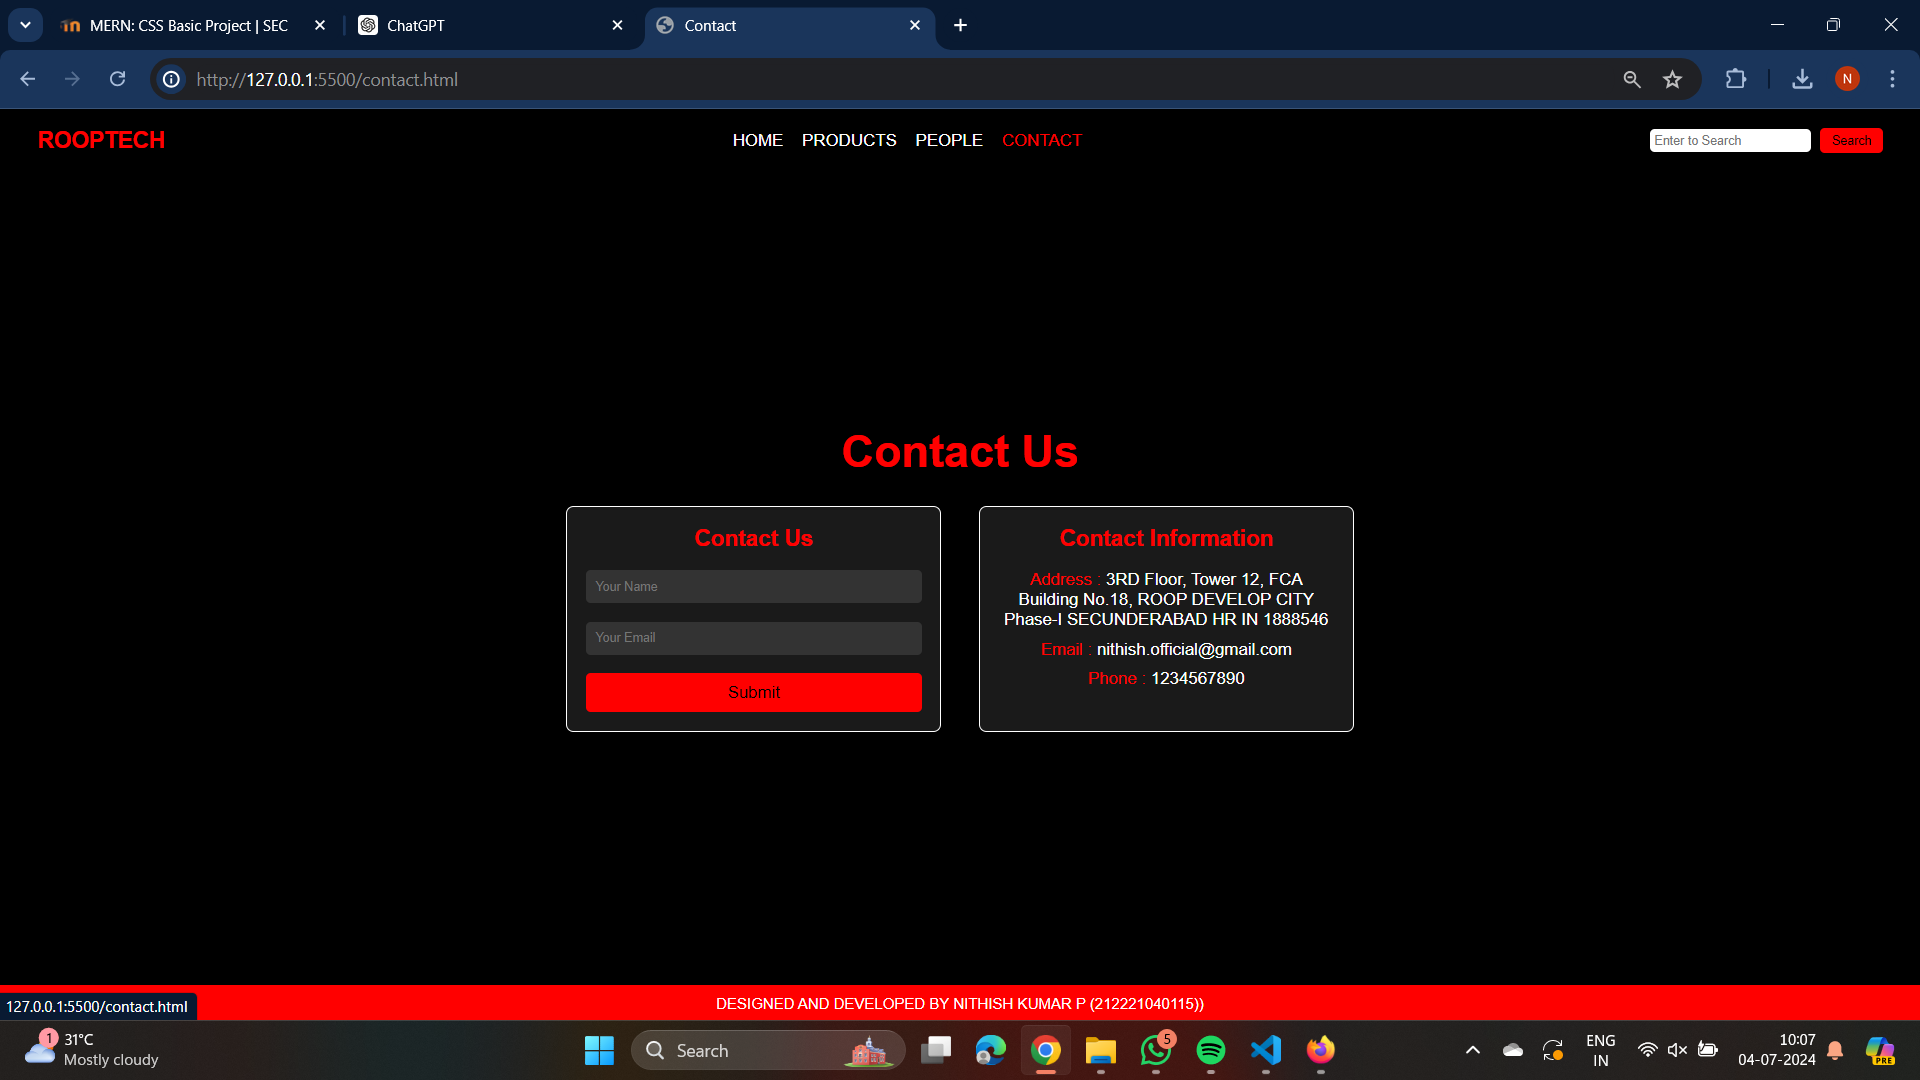 MERN: CSS Basic Project | SEC
ChatGPT
Contact
http://127.0.0.1:5500/contact.html
N
ROOPTECH
HOME PRODUCTS PEOPLE CONTACT
Enter to Search
Search
Contact Us
Contact Us
Your Name
Your Email
Submit
Contact Information
Address : 3RD Floor, Tower 12, FCA
Building No.18, ROOP DEVELOP CITY
Phase-I SECUNDERABAD HR IN 1888546
Email : nithish.official@gmail.com
Phone : 1234567890
127.0.0.1:5500/contact.html
DESIGNED AND DEVELOPED BY NITHISH KUMAR P (212221040115))
1
31°C
Mostly cloudy
Search
5
ENG
IN
10:07
04-07-2024
PRE